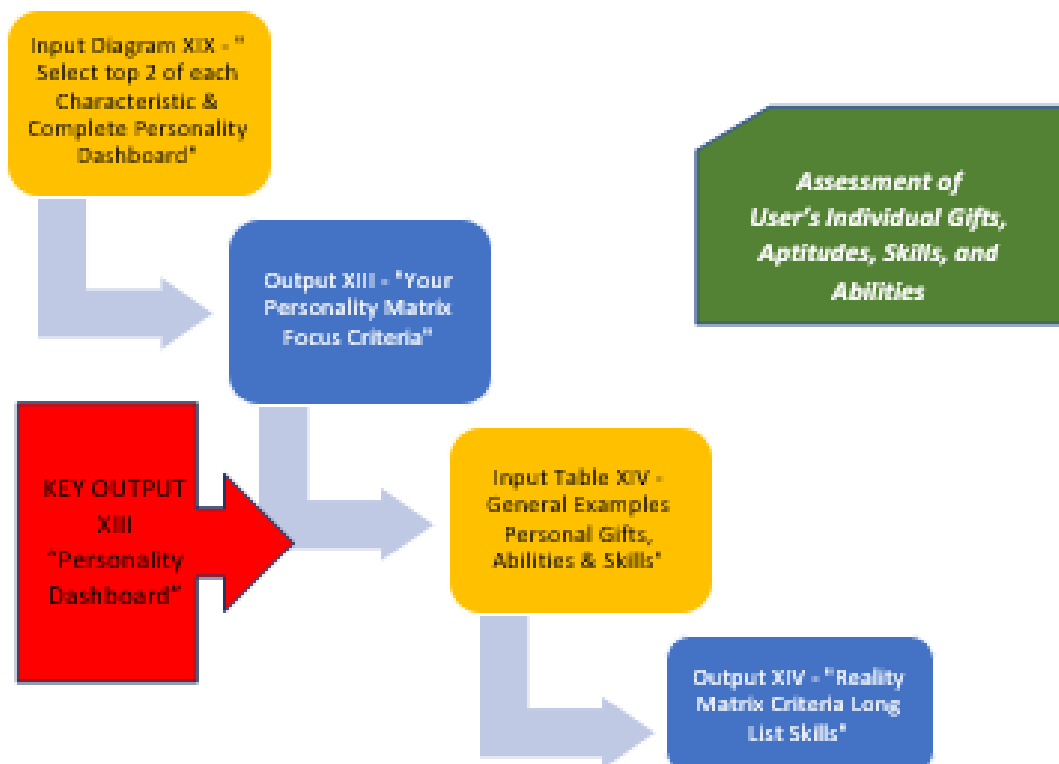 Input Diagram XIX - "
Select top 2 of each
Characteristic &
Complete Personality
Dashboard"
Assessment of
User's Individual Gifts,
Aptitudes, Skills, and
Abilities
Output XIII - "Your
Personality Matrix
Focus Criteria"
KEY OUTPUT
XIII
"Personality
Dashboard"
Input Table XIV -
General Examples
Personal Gifts,
Abilities & Skills"
Output XIV - "Reality
Matrix Criteria Long
List Skills"